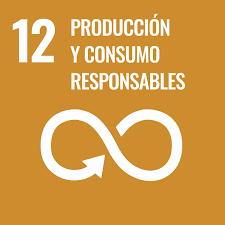 12 PRODUCCIÓN
Y CONSUMO
RESPONSABLES